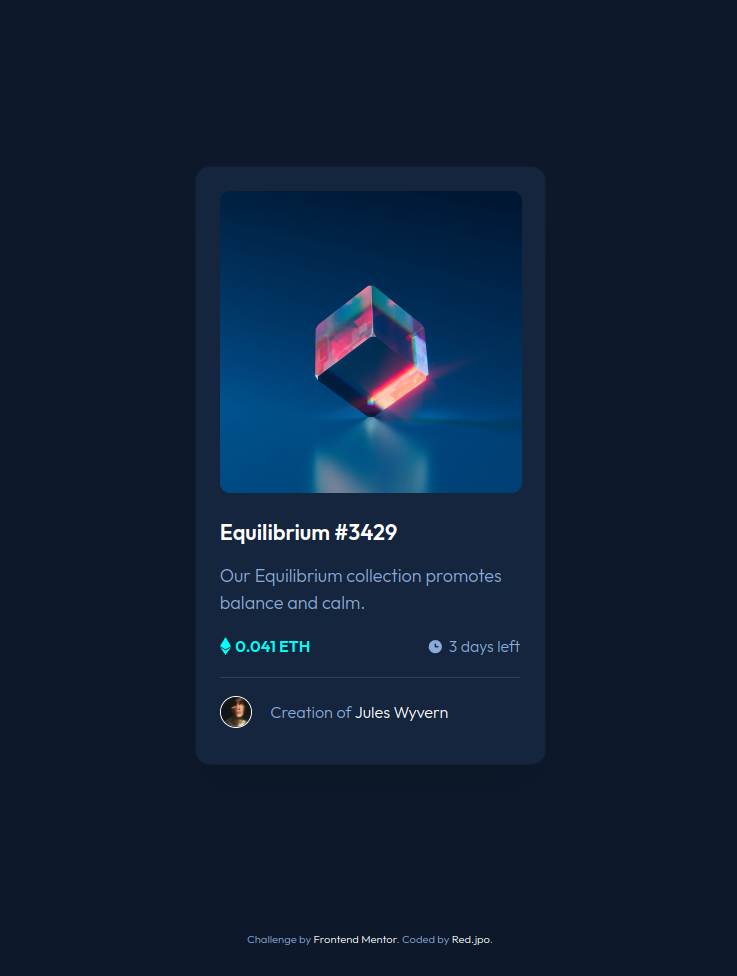 Equilibrium #3429
Our Equilibrium collection promotes
balance and calm.
0.041 ETH
3 days left
Creation of Jules Wyvern
Challenge by Frontend Mentor. Coded by Red.jpo.